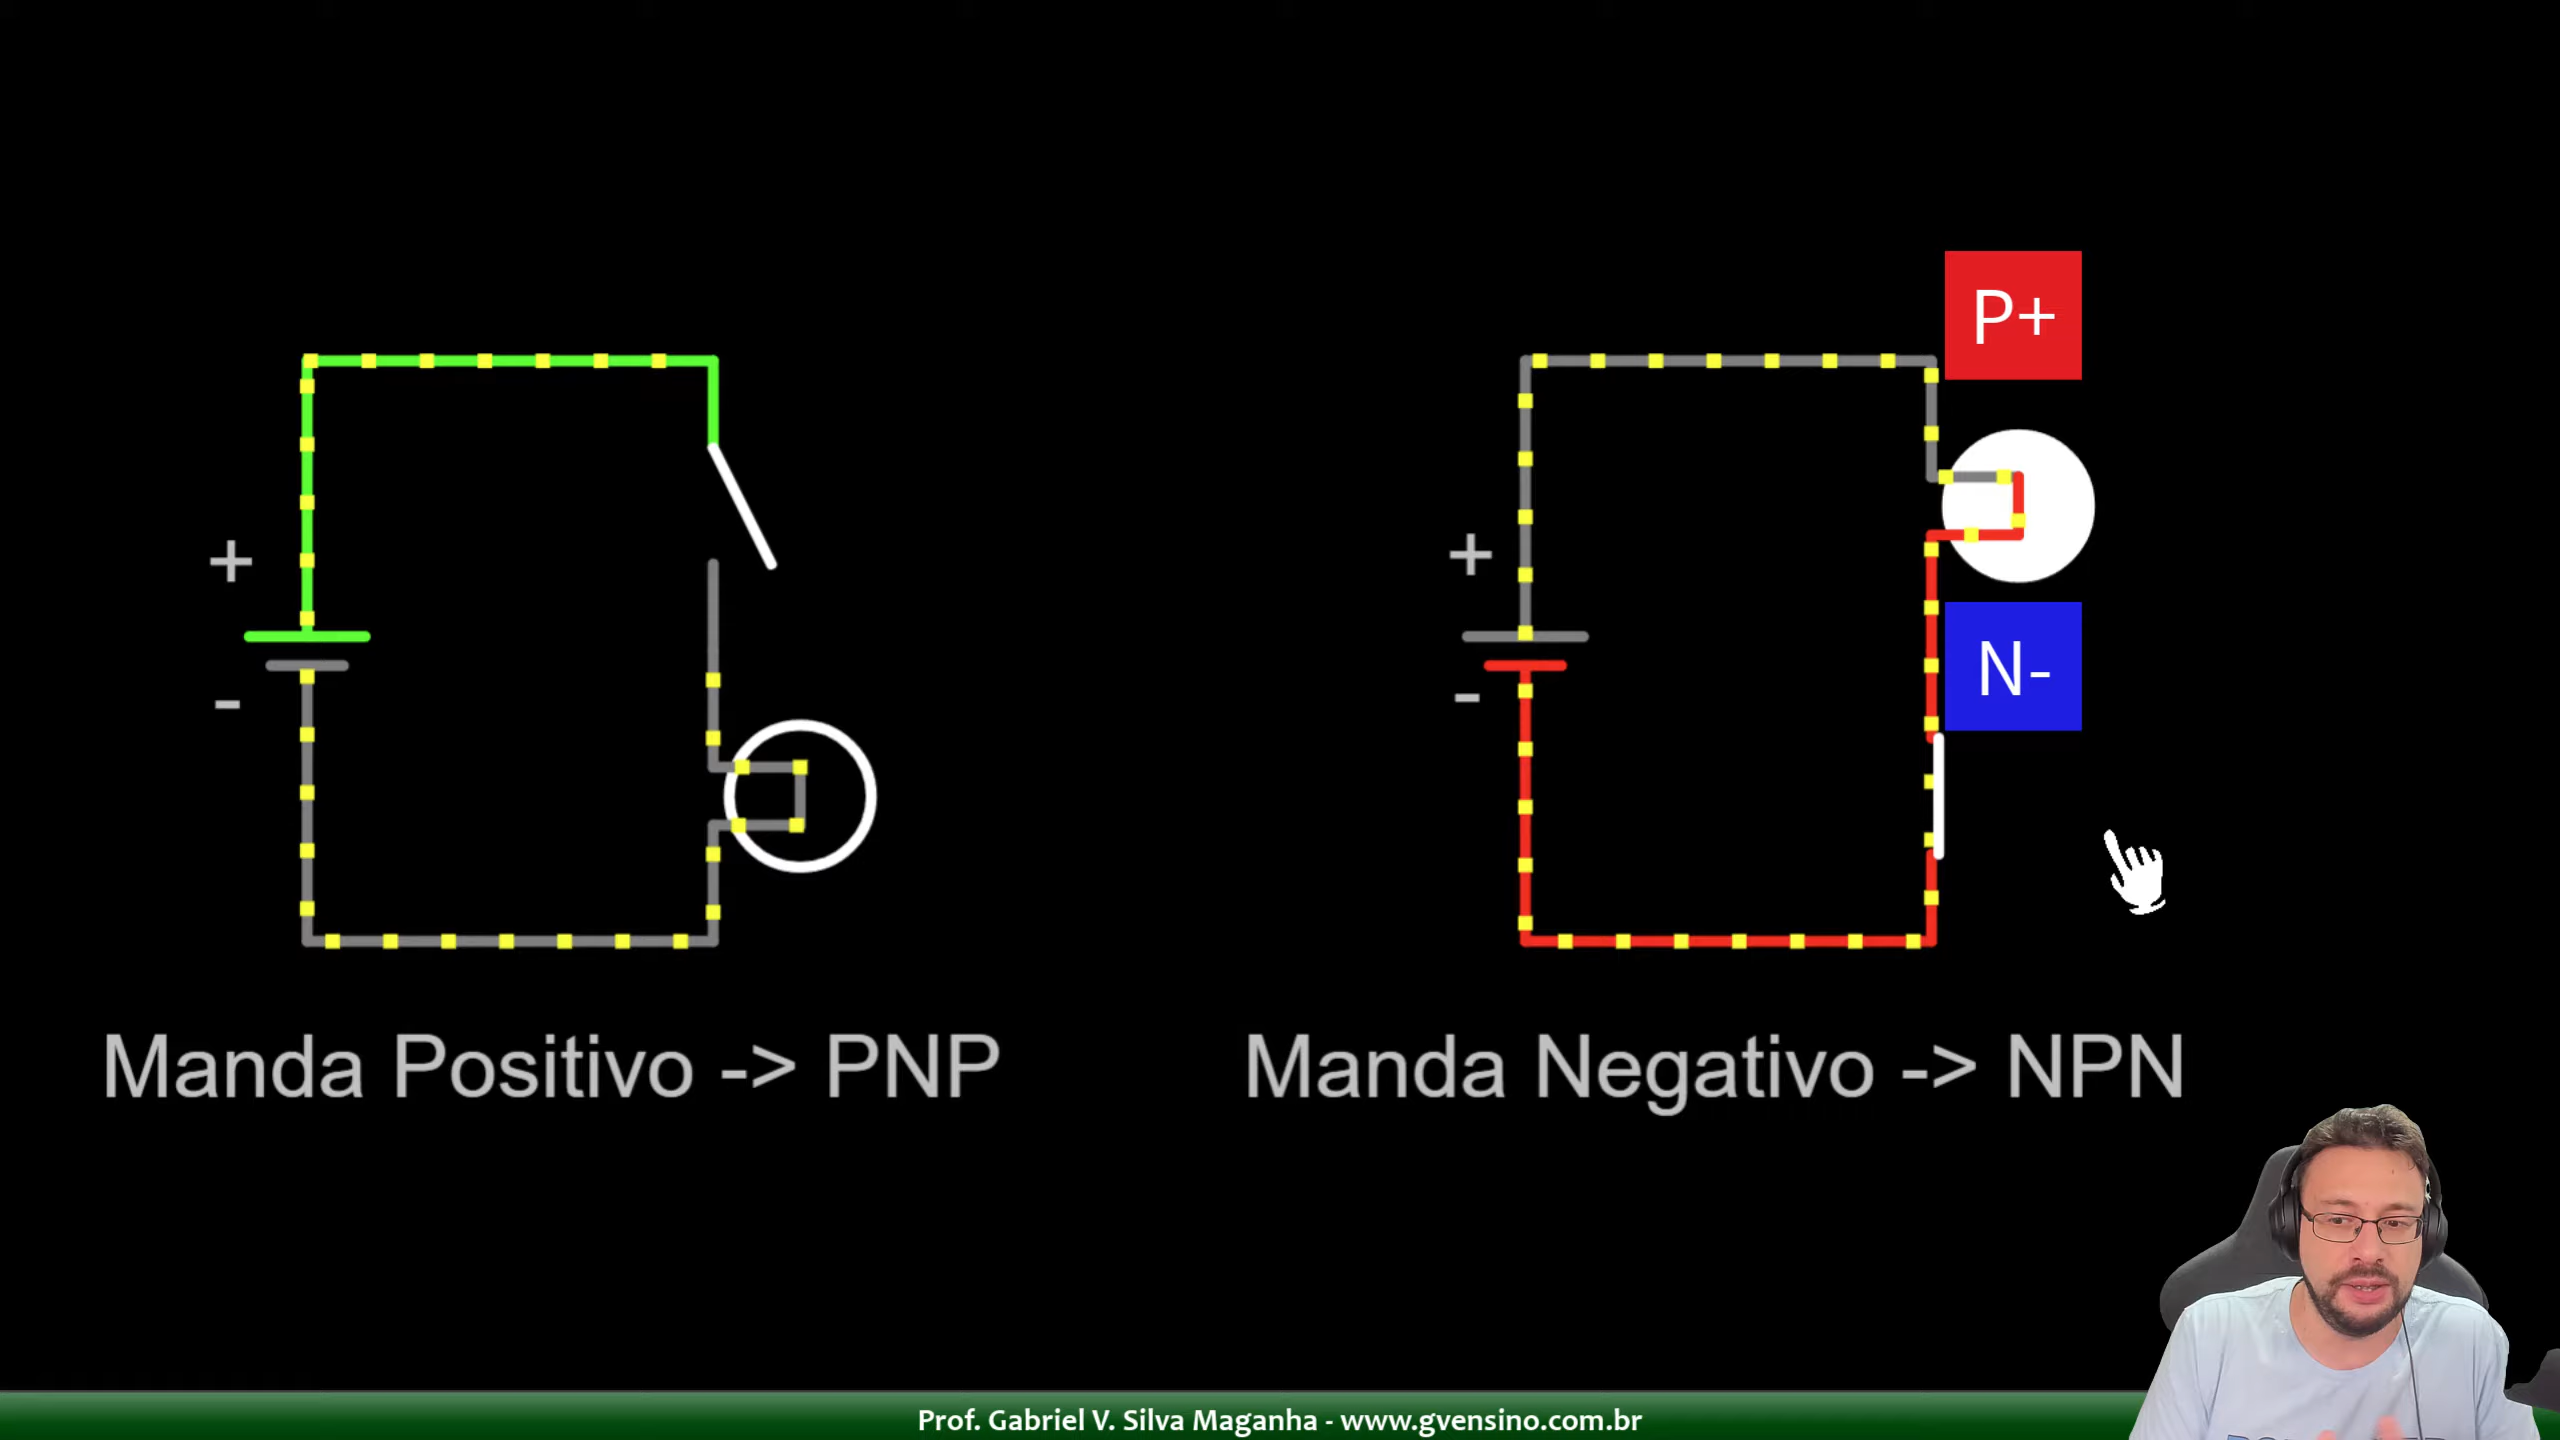 P+
+
+
-
-
N-
Manda Positivo -> PNP
Manda Negativo -> NPN
Prof. Gabriel V. Silva Maganha - www.gvensino.com.br